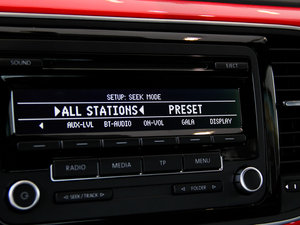 SOUND
EJECT
SETUP: SEEK MODE
▶ALL STATIONS◀ PRESET
◀ AUX-LVL BT-AUDIO ON-VOL GALA DISPLAY
RADIO MEDIA TP MENU
SEEK / TRACK FOLDER